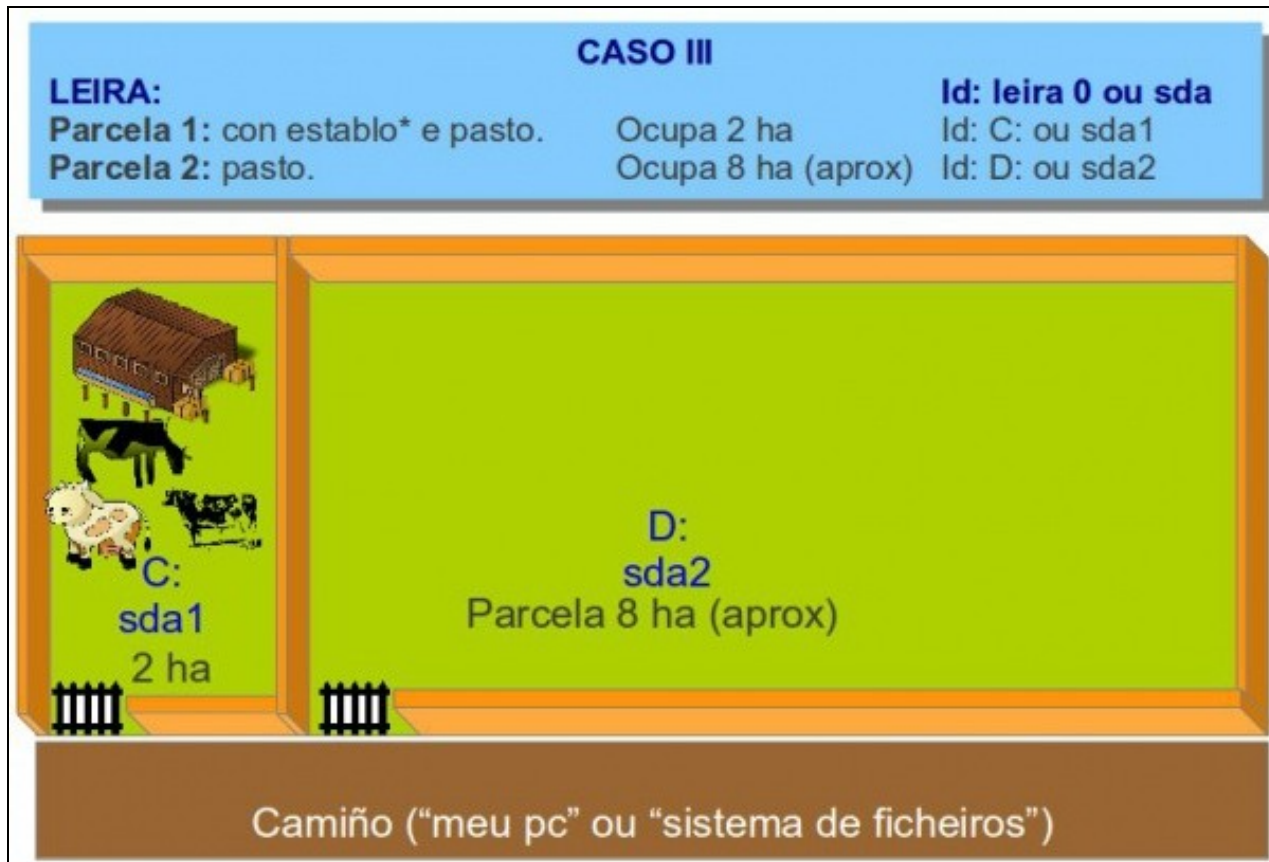 CASO III
LEIRA: Id: leira 0 ou sda
Parcela 1: con establo* e pasto. Ocupa 2 ha Id: C: ou sda1
Parcela 2: pasto. Ocupa 8 ha (aprox) Id: D: ou sda2
C:
sda1
2 ha
D:
sda2
Parcela 8 ha (aprox)
Camiño (“meu pc” ou “sistema de ficheiros”)